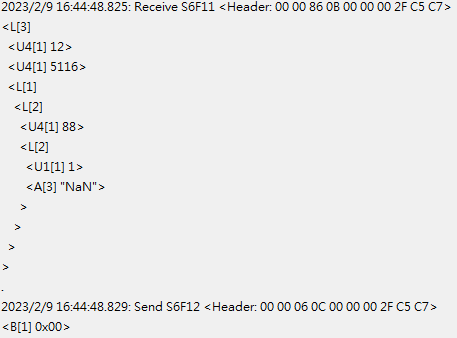 2023/2/9 16:44:48.825: Receive S6F11 <Header: 00 00 86 0B 00 00 00 2F C5 C7>
<L[3]
<U4[1] 12>
<U4[1] 5116>
<L[1]
<L[2]
<U4[1] 88>
<L[2]
<U1[1] 1>
<A[3] "NaN">
>
>
>
>
.
2023/2/9 16:44:48.829: Send S6F12 <Header: 00 00 06 0C 00 00 00 2F C5 C7>
<B[1] 0x00>